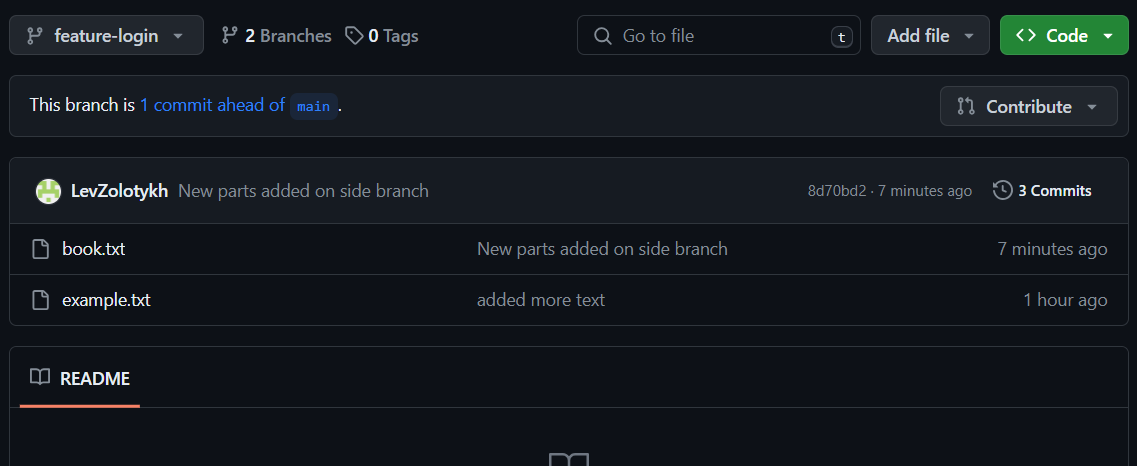 feature-login 2 Branches 0 Tags Go to file t Add file Code
This branch is 1 commit ahead of main.
Contribute
LevZolotykh New parts added on side branch 8d70bd2 · 7 minutes ago 3 Commits
book.txt New parts added on side branch 7 minutes ago
example.txt added more text 1 hour ago
README